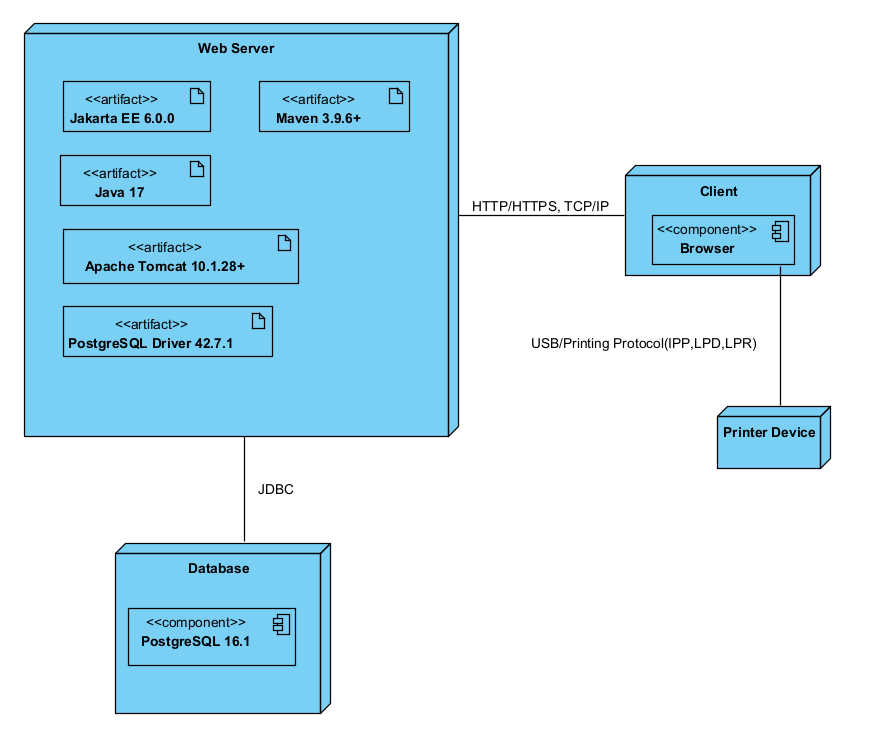 Web Server
<<artifact>>
Jakarta EE 6.0.0
<<artifact>>
Maven 3.9.6+
<<artifact>>
Java 17
<<artifact>>
Apache Tomcat 10.1.28+
<<artifact>>
PostgreSQL Driver 42.7.1
HTTP/HTTPS, TCP/IP
Client
<<component>>
Browser
USB/Printing Protocol(IPP,LPD,LPR)
Printer Device
JDBC
Database
<<component>>
PostgreSQL 16.1